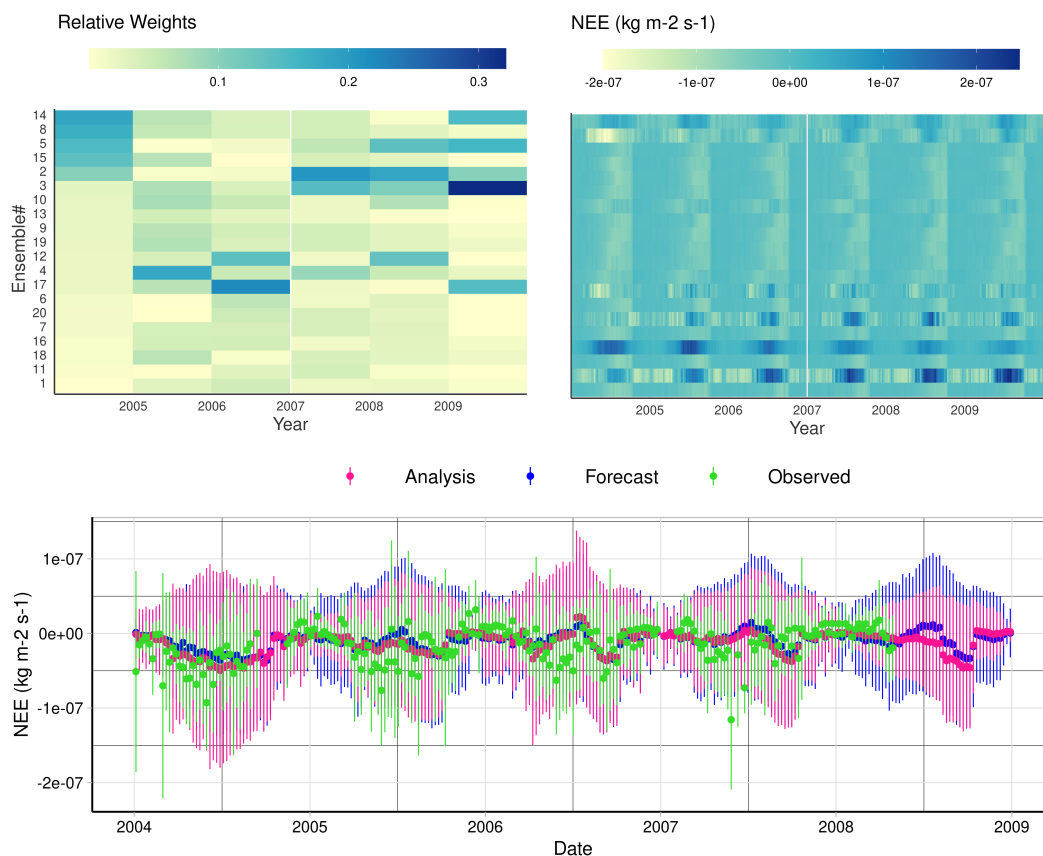 Relative Weights
0.1 0.2 0.3
14
8
5
15
2
3
10
13
9
19
12
4
17
6
20
7
16
18
11
1
Ensemble#
2005 2006 2007 2008 2009
Year
NEE (kg m-2 s-1)
-2e-07 -1e-07 0e+00 1e-07 2e-07
2005 2006 2007 2008 2009
Year
Analysis Forecast Observed
NEE (kg m-2 s-1)
1e-07
0e+00
-1e-07
-2e-07
2004 2005 2006 2007 2008 2009
Date